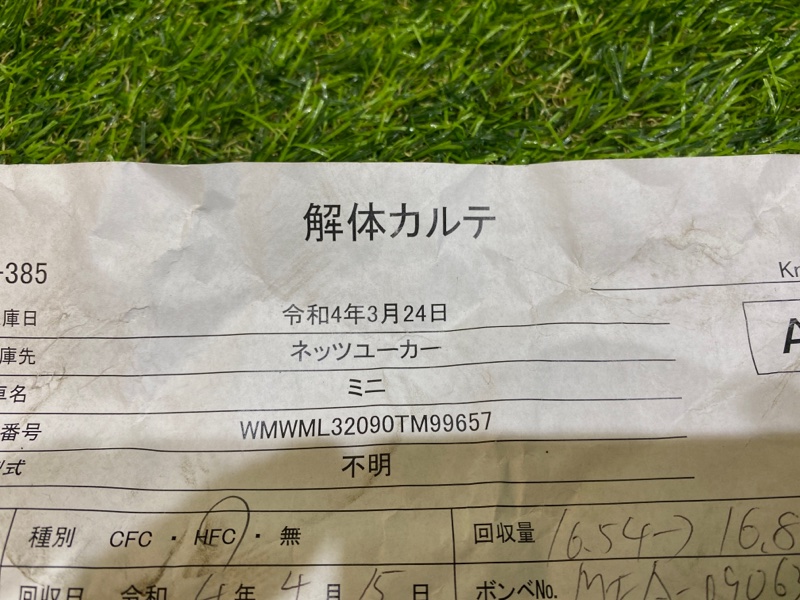 解体カルテ
-385
Kr
庫日 令和4年3月24日
庫先 ネッツユーカー
A
車名 ミニ
番号 WMWML32090TM99657
式 不明
種別 CFC ・ HFC ・ 無 回収量 16.54→ 16.8
回収日 令和 4 年 4 月 15 日 ボンベNo.